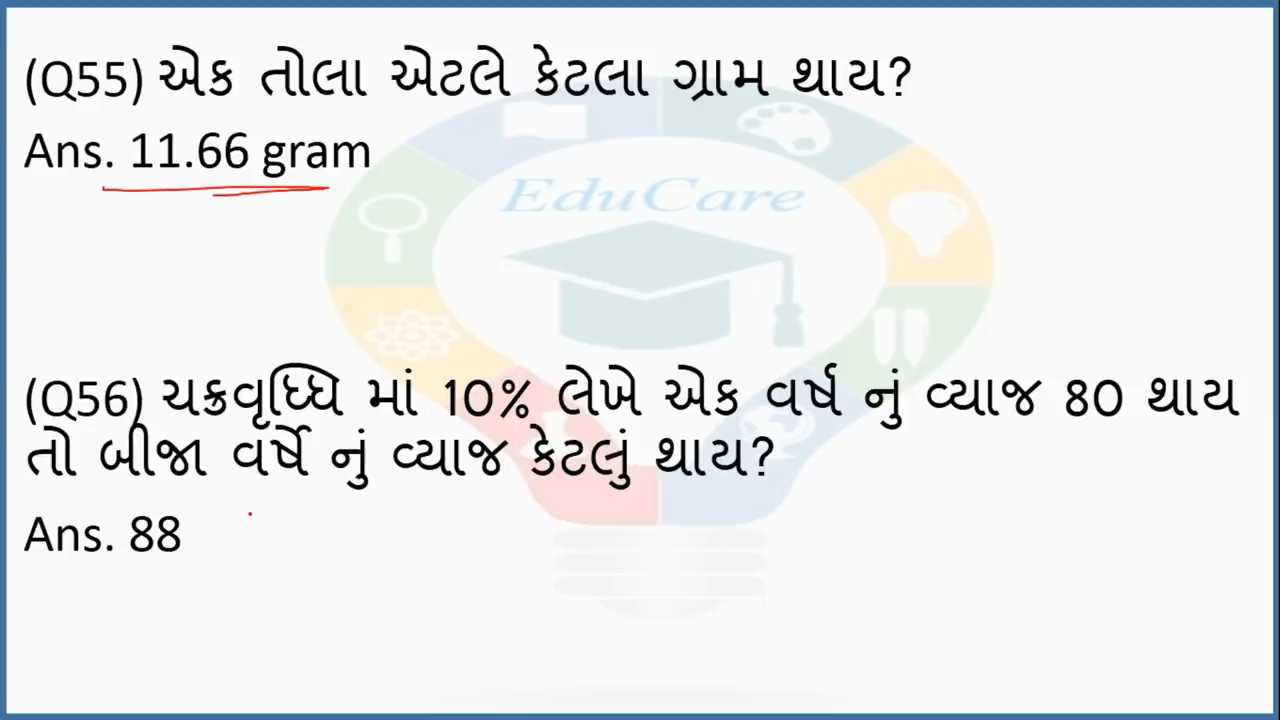 (Q55) એક તોલા એટલે કેટલા ગ્રામ થાય?
Ans. 11.66 gram
EduCare
(Q56) ચક્રવૃધ્ધિ માં 10% લેખે એક વર્ષ નું વ્યાજ 80 થાય
તો બીજા વર્ષે નું વ્યાજ કેટલું થાય?
Ans. 88